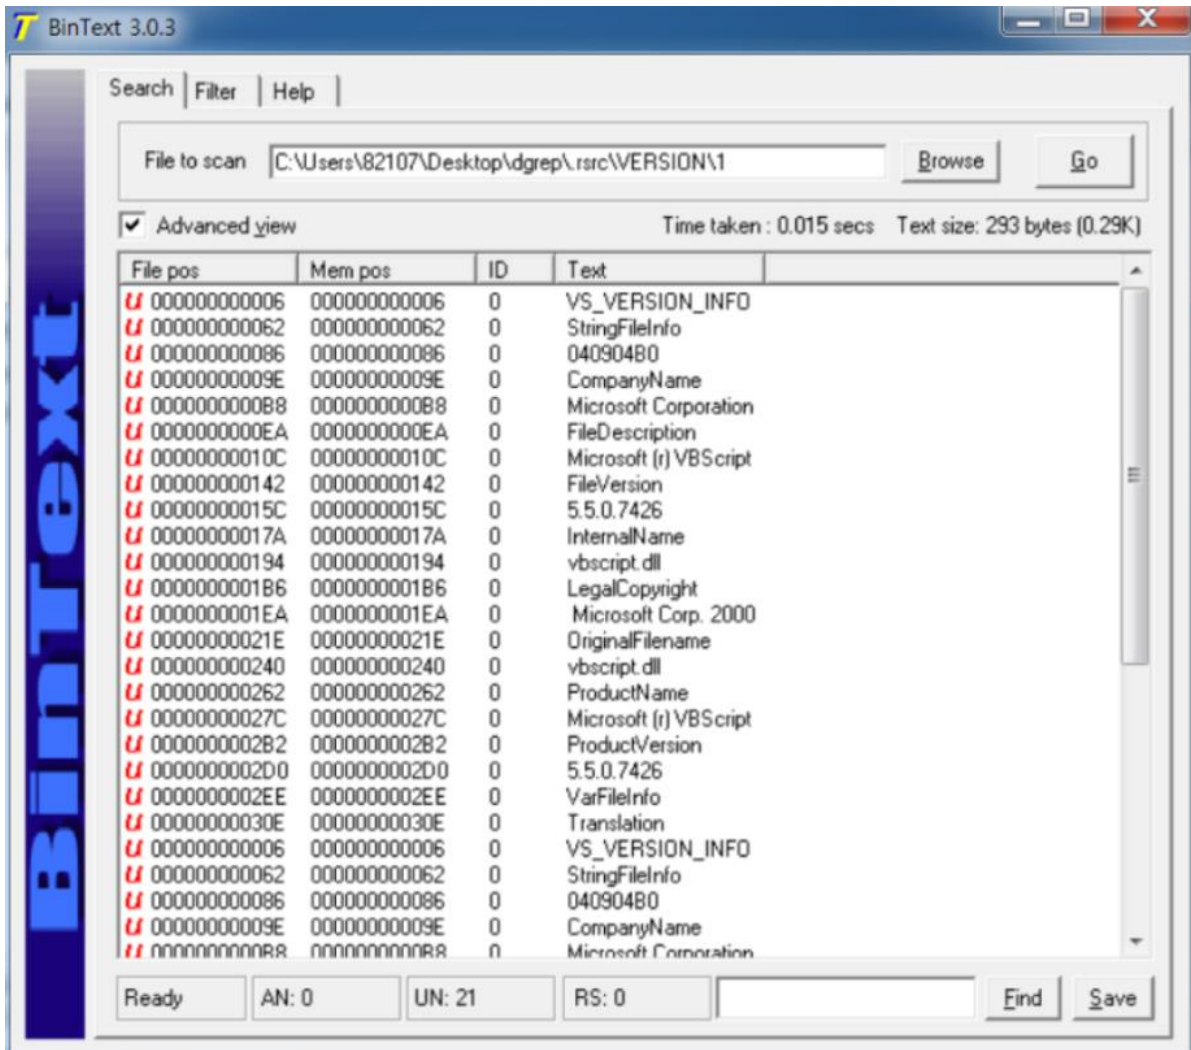 BinText 3.0.3
Search Filter Help
File to scan C:\Users\82107\Desktop\dgrep\.rsrc\VERSION\1 Browse Go
Advanced view Time taken : 0.015 secs Text size: 293 bytes (0.29K)
File pos Mem pos ID Text
u 000000000006 000000000006 0 VS_VERSION_INFO
u 000000000062 000000000062 0 StringFileInfo
u 000000000086 000000000086 0 040904B0
u 00000000009E 00000000009E 0 CompanyName
u 0000000000B8 0000000000B8 0 Microsoft Corporation
u 0000000000EA 0000000000EA 0 FileDescription
u 00000000010C 00000000010C 0 Microsoft (r) VBScript
u 000000000142 000000000142 0 FileVersion
u 00000000015C 00000000015C 0 5.5.0.7426
u 00000000017A 00000000017A 0 InternalName
u 000000000194 000000000194 0 vbscript.dll
u 0000000001B6 0000000001B6 0 LegalCopyright
u 0000000001EA 0000000001EA 0 Microsoft Corp. 2000
u 00000000021E 00000000021E 0 OriginalFilename
u 000000000240 000000000240 0 vbscript.dll
u 000000000262 000000000262 0 ProductName
u 00000000027C 00000000027C 0 Microsoft (r) VBScript
u 0000000002B2 0000000002B2 0 ProductVersion
u 0000000002D0 0000000002D0 0 5.5.0.7426
u 0000000002EE 0000000002EE 0 VarFileInfo
u 00000000030E 00000000030E 0 Translation
u 000000000006 000000000006 0 VS_VERSION_INFO
u 000000000062 000000000062 0 StringFileInfo
u 000000000086 000000000086 0 040904B0
u 00000000009E 00000000009E 0 CompanyName
u 0000000000B8 0000000000B8 0 Microsoft Corporation
Ready AN: 0 UN: 21 RS: 0 Find Save
BinText